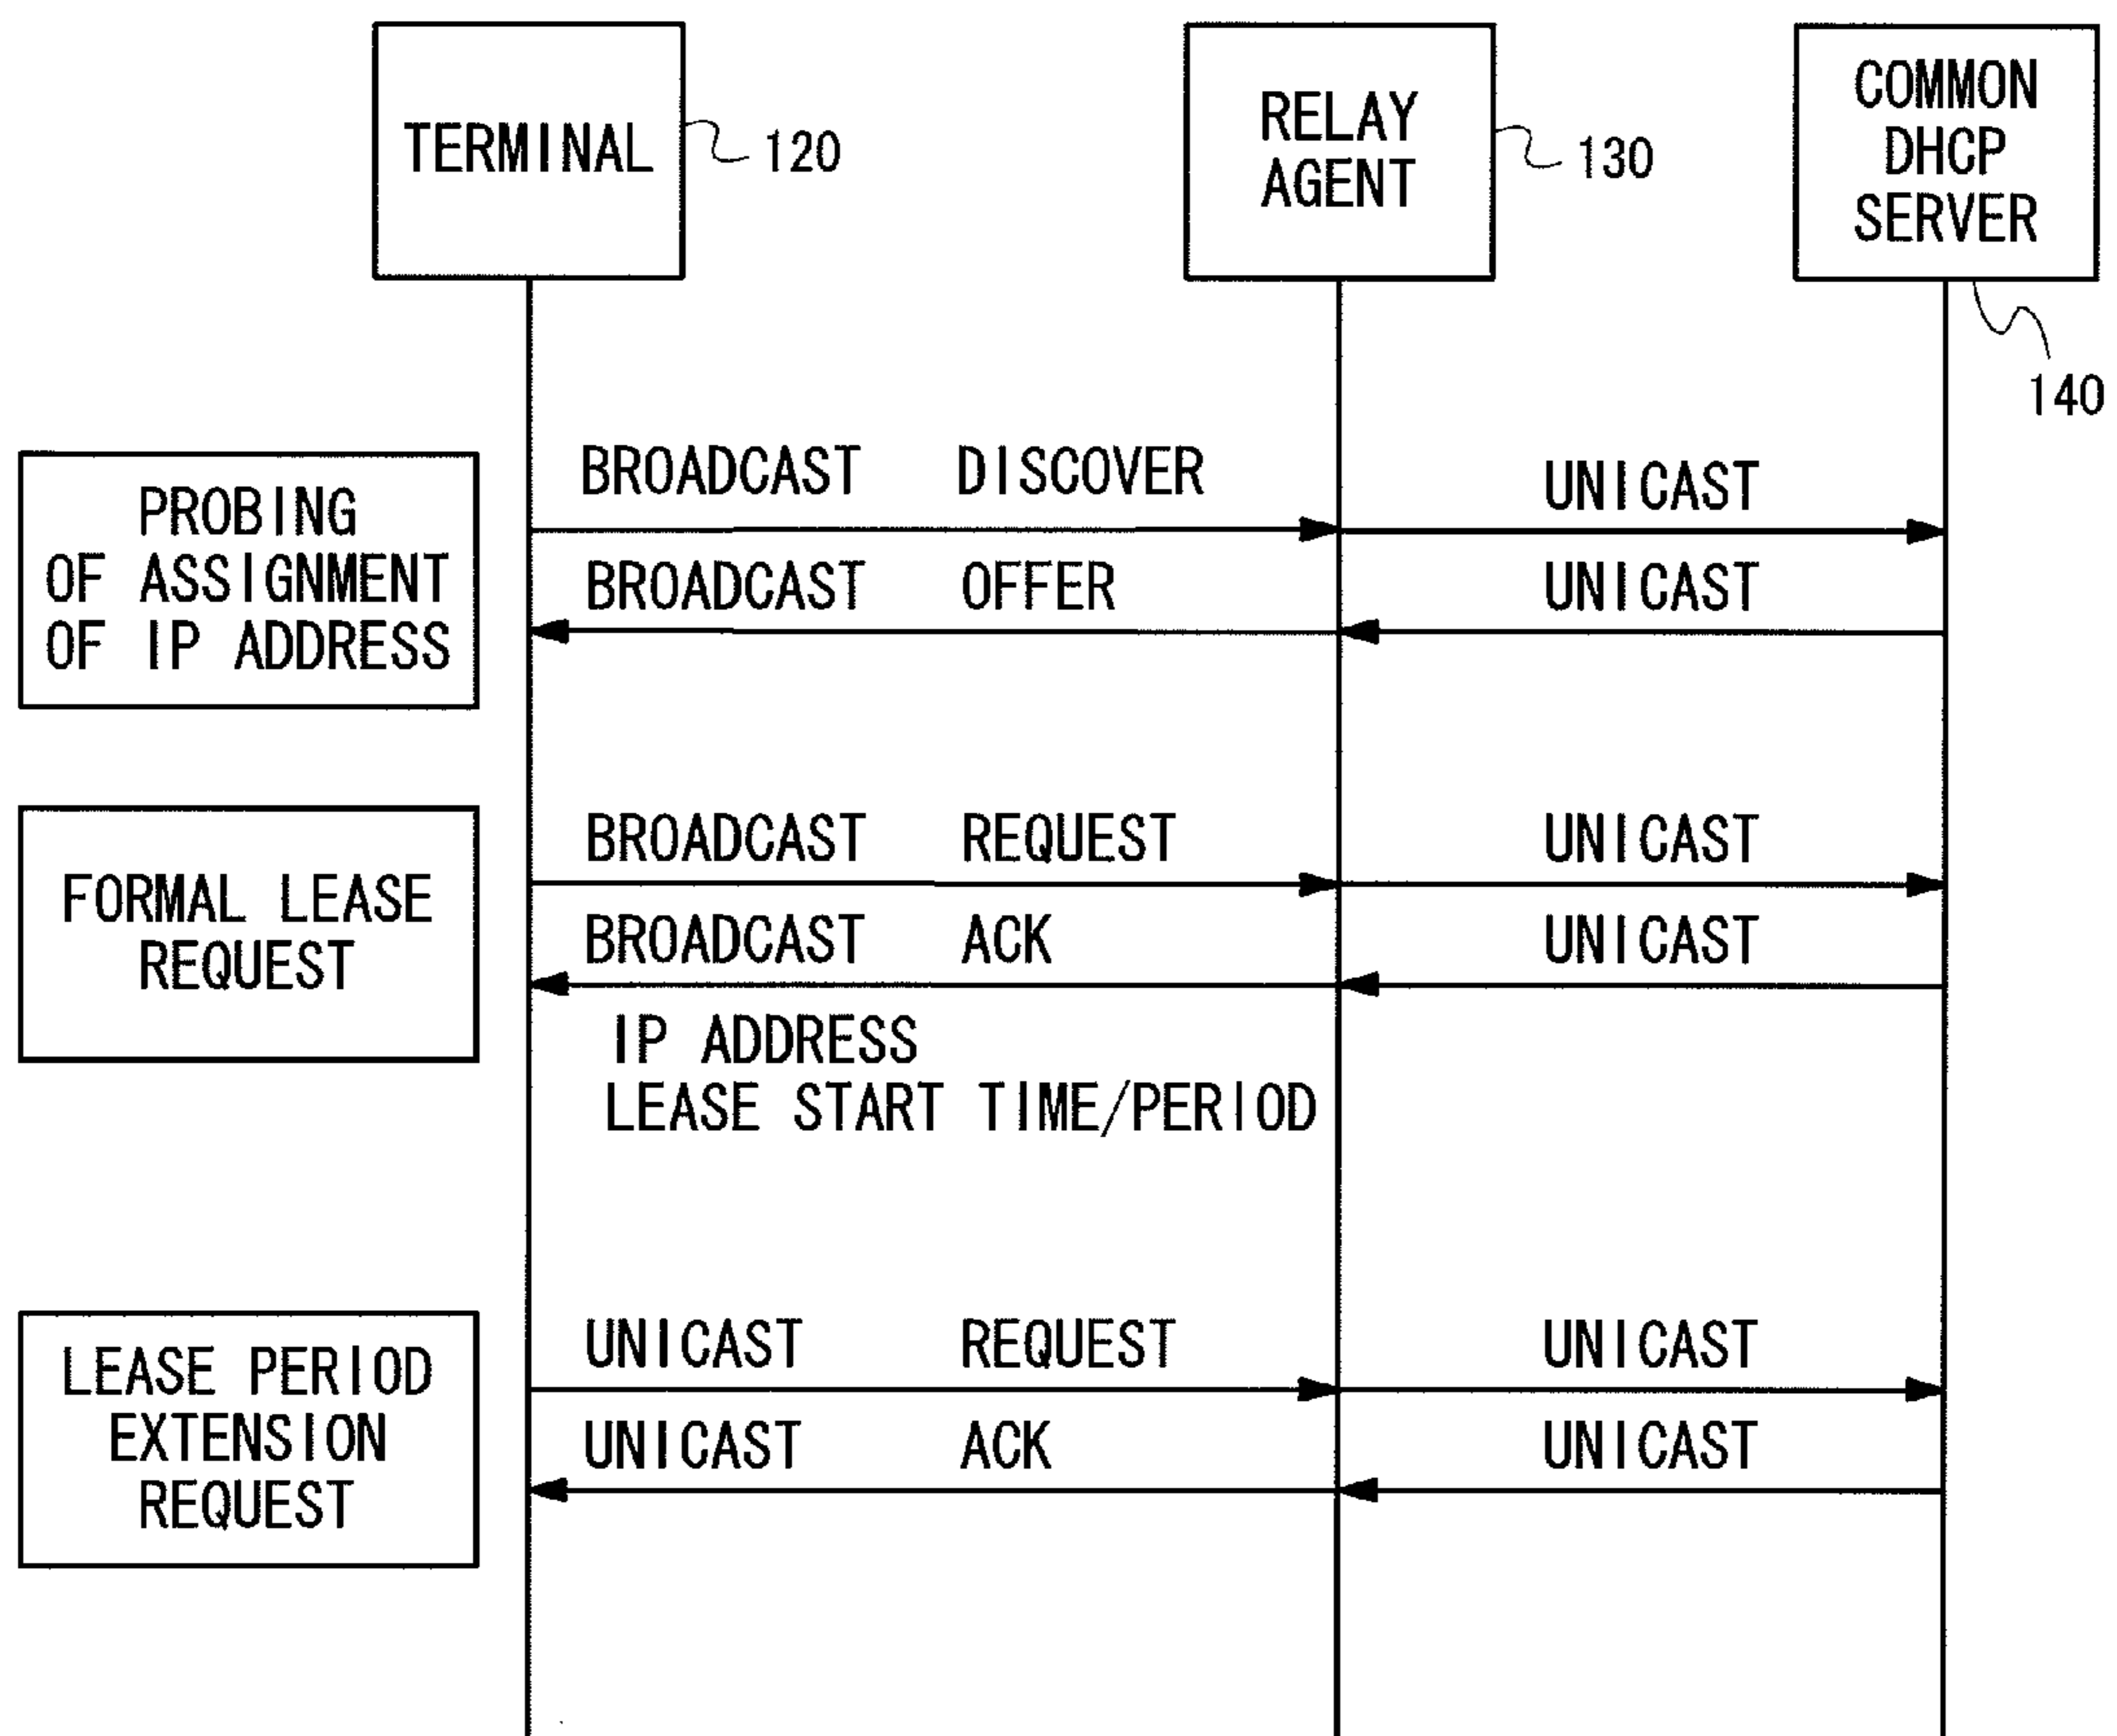 TERMINAL
120
RELAY
AGENT
130
COMMON
DHCP
SERVER
140
PROBING
OF ASSIGNMENT
OF IP ADDRESS
BROADCAST DISCOVER
UNICAST
BROADCAST OFFER
UNICAST
FORMAL LEASE
REQUEST
BROADCAST REQUEST
UNICAST
BROADCAST ACK
UNICAST
IP ADDRESS
LEASE START TIME/PERIOD
LEASE PERIOD
EXTENSION
REQUEST
UNICAST REQUEST
UNICAST
UNICAST ACK
UNICAST